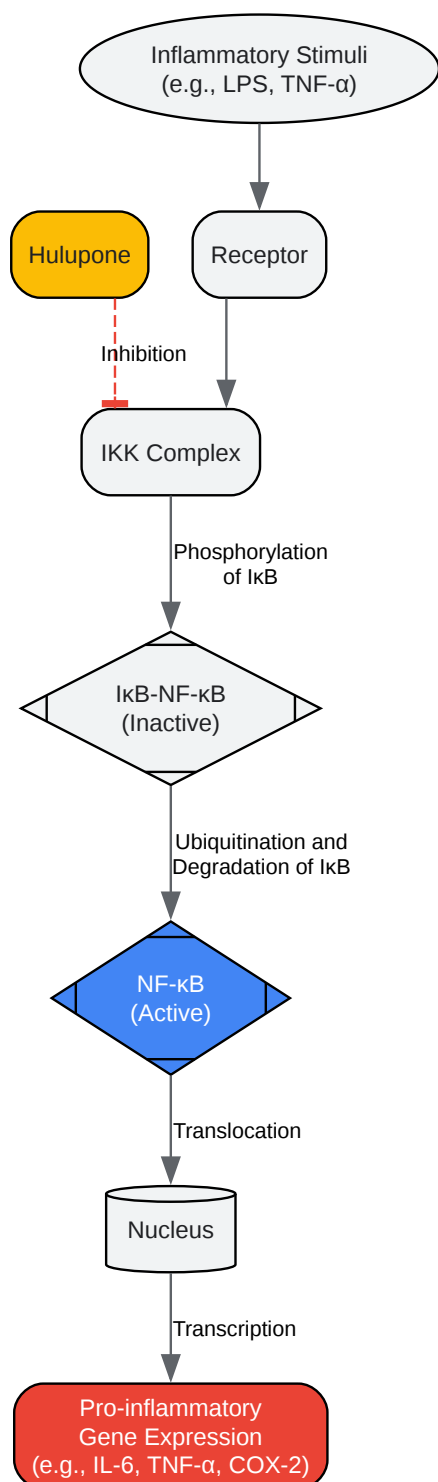 Inflammatory Stimuli
(e.g., LPS, TNF-α)
Hulupone
Receptor
Inhibition
IKK Complex
Phosphorylation
of IκB
IκB-NF-κB
(Inactive)
Ubiquitination and
Degradation of IκB
NF-κB
(Active)
Translocation
Nucleus
Transcription
Pro-inflammatory
Gene Expression
(e.g., IL-6, TNF-α, COX-2)